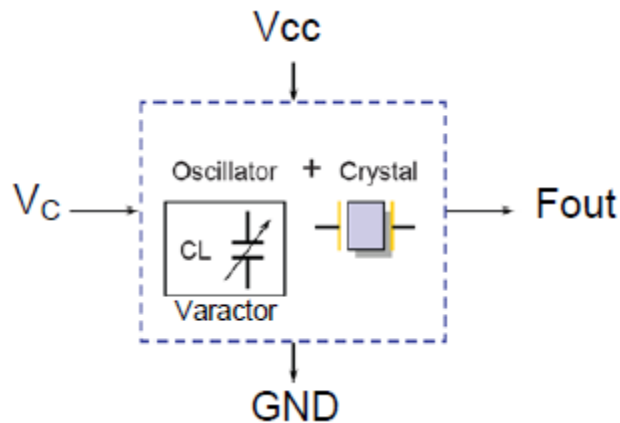 Vcc
Oscillator + Crystal
VC
Fout
CL
Varactor
GND